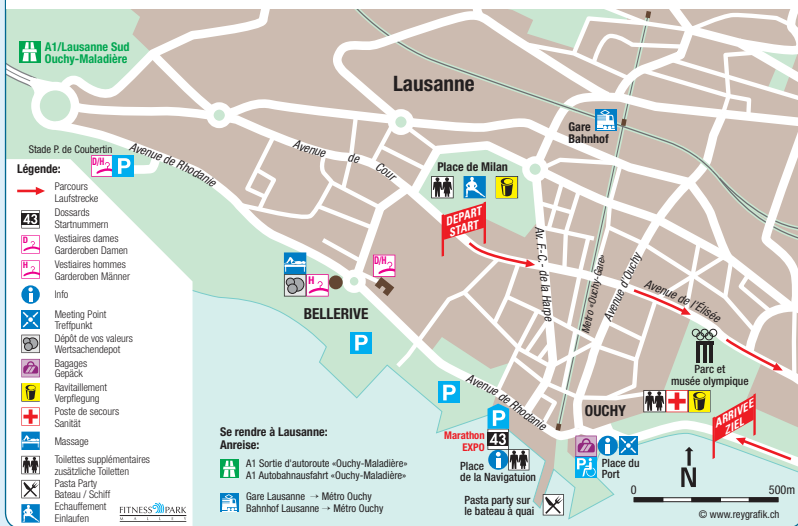 A1/Lausanne Sud
Ouchy-Maladière
Lausanne
Gare
Bahnhof
Stade P. de Coubertin
D/H
P
Avenue de Rhodanie
Avenue de Cour
Place de Milan
DEPART
START
Av. F.-C.- de la Harpe
Métro «Ouchy-Gare»
Avenue d'Ouchy
Avenue de l'Élisée
Légende:
Parcours
Laufstrecke
43
Dossards
Startnummern
D
Vestiaires dames
Garderoben Damen
H
Vestiaires hommes
Garderoben Männer
i
Info
Meeting Point
Treffpunkt
Dépôt de vos valeurs
Wertsachendepot
Bagages
Gepäck
Ravitaillement
Verpflegung
Poste de secours
Sanität
Massage
Toilettes supplémentaires
zusätzliche Toiletten
Pasta Party
Bateau / Schiff
Echauffement
Einlaufen
FITNESS PARK
MALLEY
H
D/H
BELLERIVE
P
P
Avenue de Rhodanie
P
Marathon
EXPO
43
i
Place
de la Navigatuion
OUCHY
i
P
Place du
Port
Parc et
musée olympique
ARRIVEE
ZIEL
Se rendre à Lausanne:
Anreise:
A1 Sortie d'autoroute «Ouchy-Maladière»
A1 Autobahnausfahrt «Ouchy-Maladière»
Gare Lausanne → Métro Ouchy
Bahnhof Lausanne → Métro Ouchy
Pasta party sur
le bateau à quai
N
0 500m
© www.reygrafik.ch